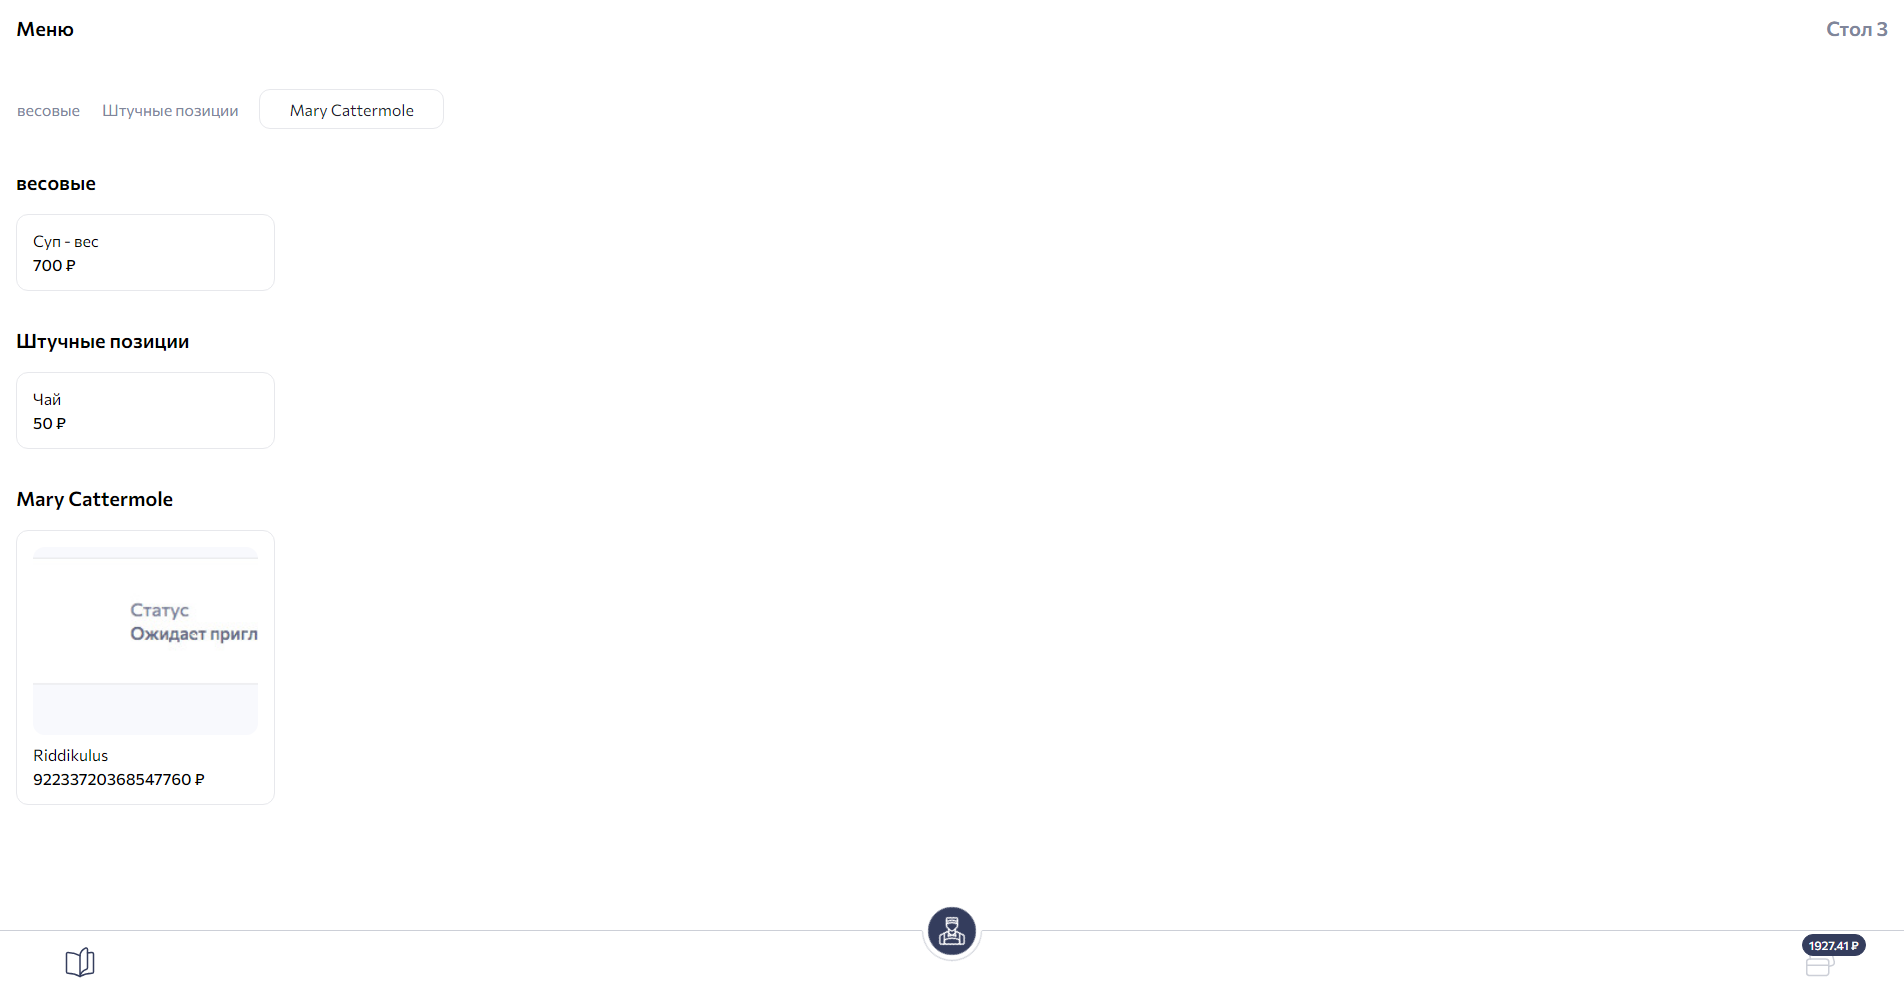 Меню
Стол 3
весовые
Штучные позиции
Mary Cattermole
весовые
Суп - вес
700 ₽
Штучные позиции
Чай
50 ₽
Mary Cattermole
Статус
Ожидает пригл
Riddikulus
92233720368547760 ₽
1927.41 ₽